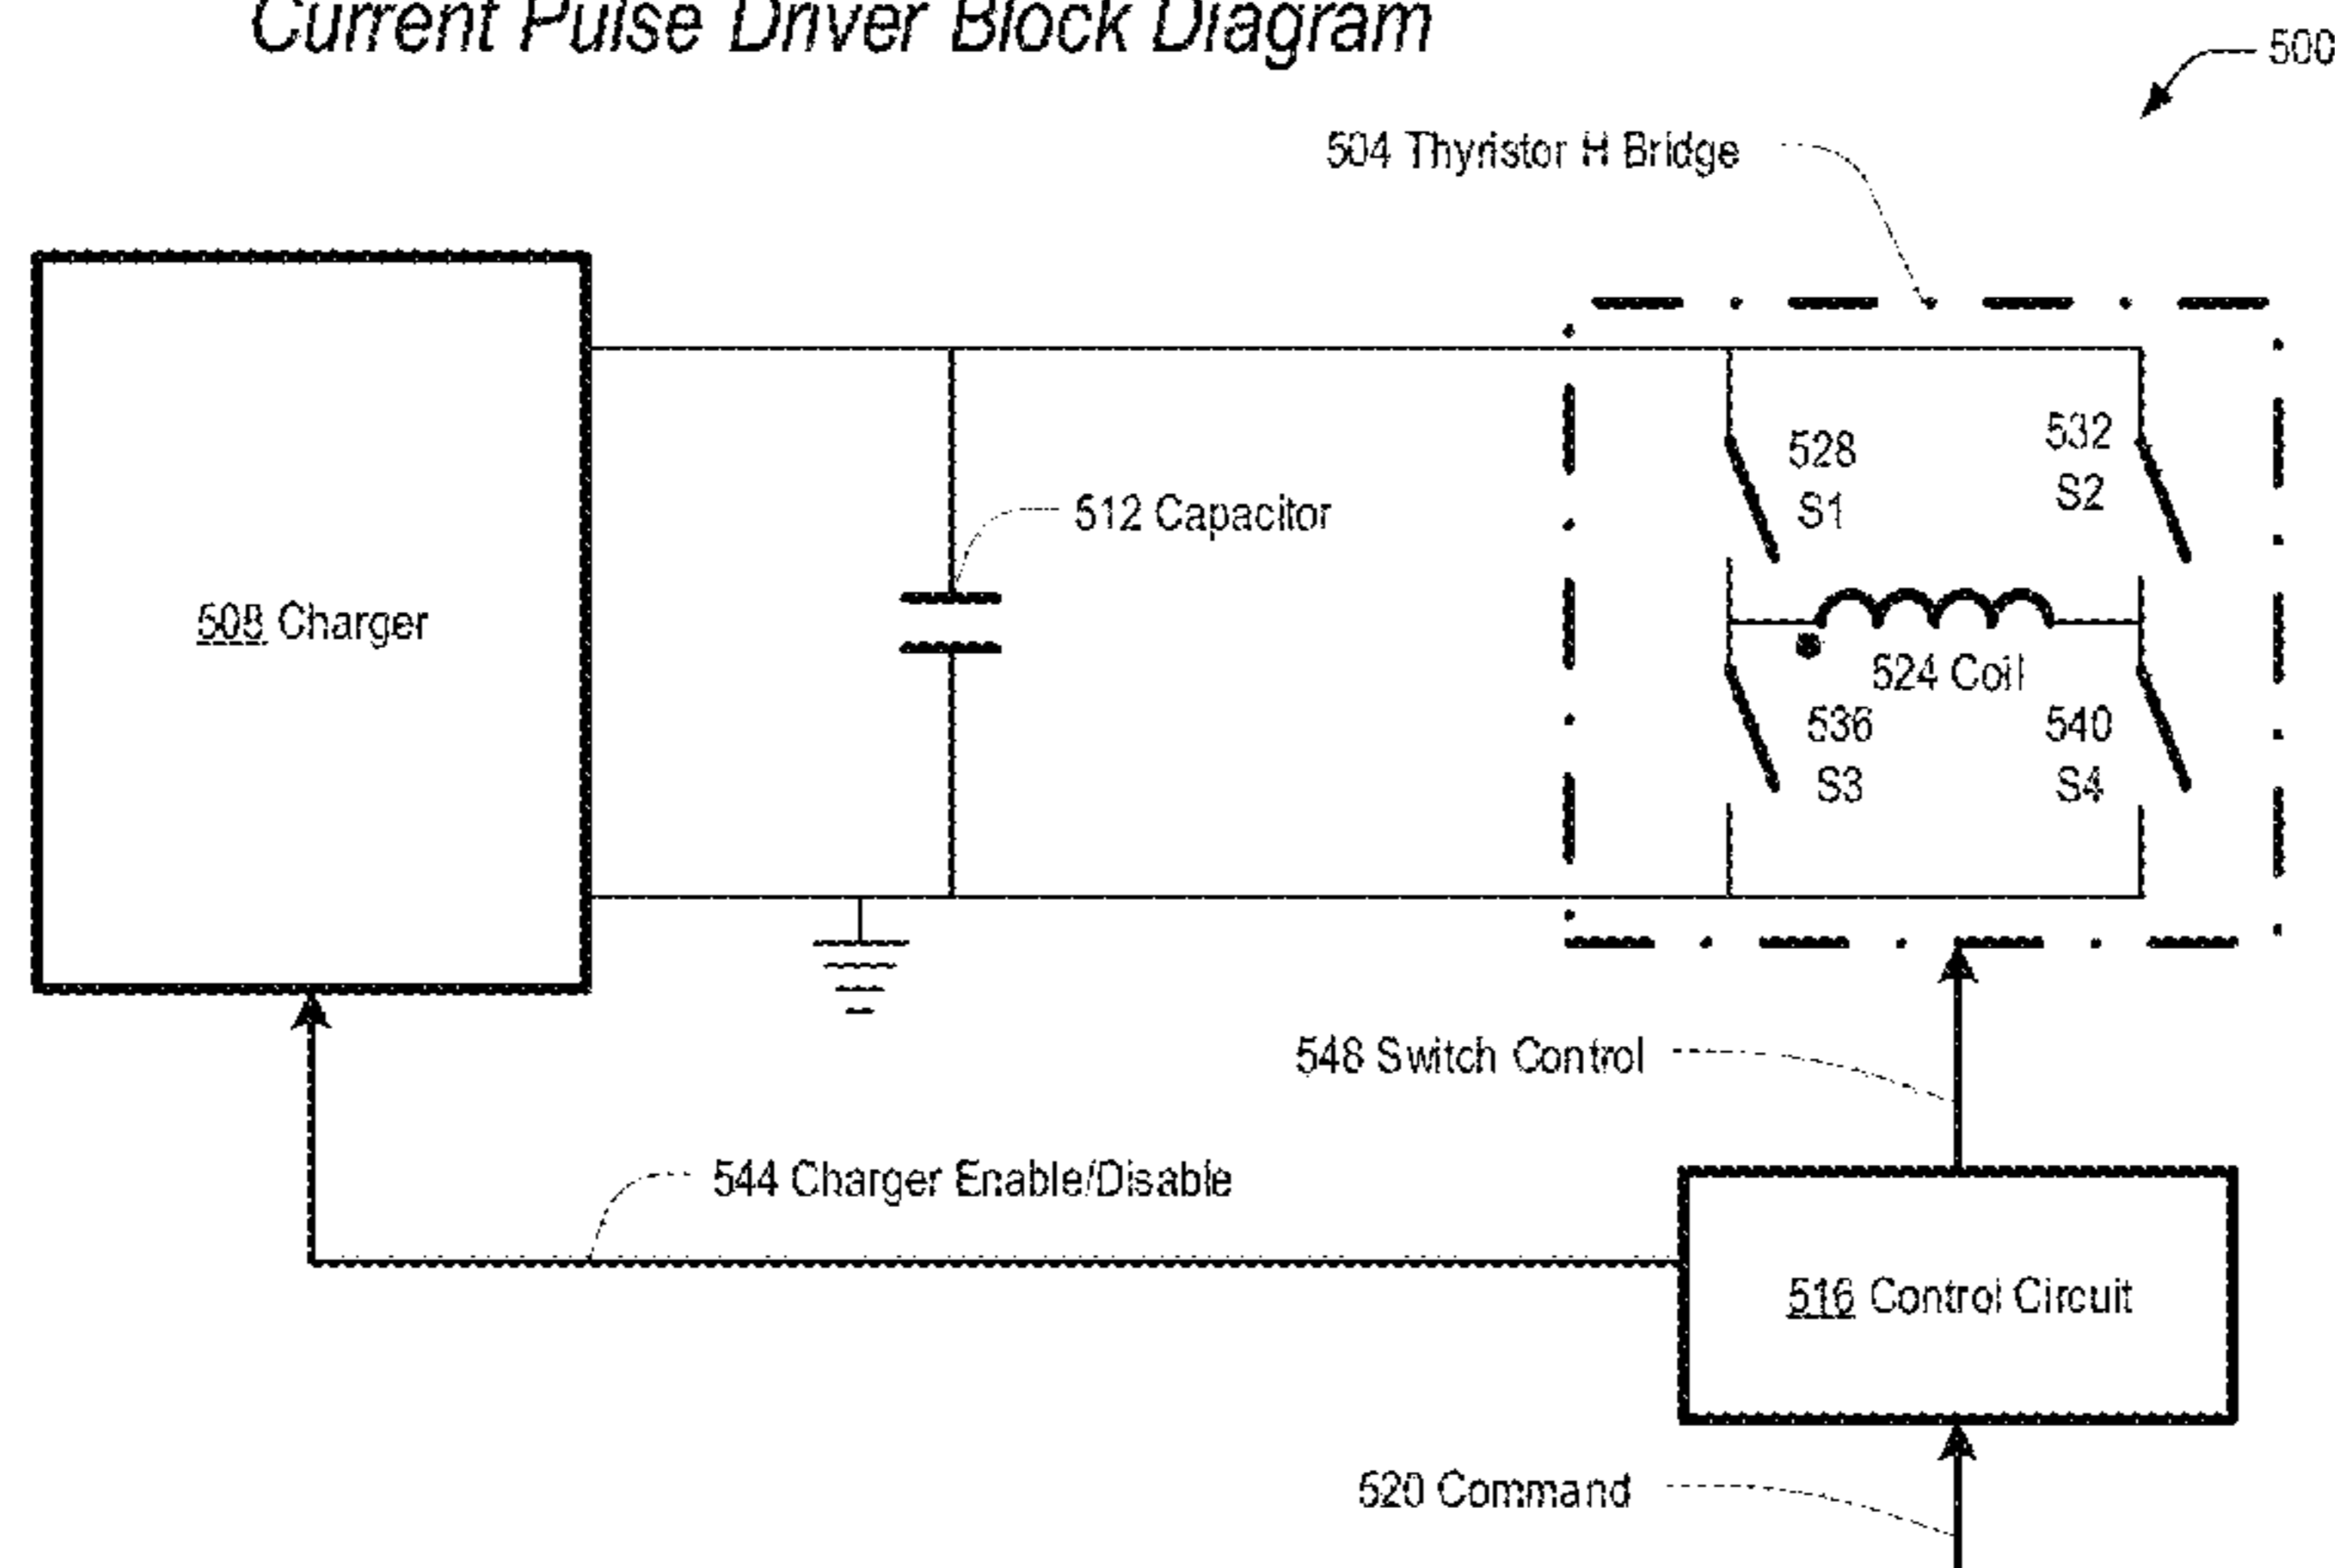 Current Pulse Driver Block Diagram
500
504 Thyristor H Bridge
528
S1
532
S2
512 Capacitor
508 Charger
524 Coil
536
S3
540
S4
548 Switch Control
544 Charger Enable/Disable
516 Control Circuit
520 Command